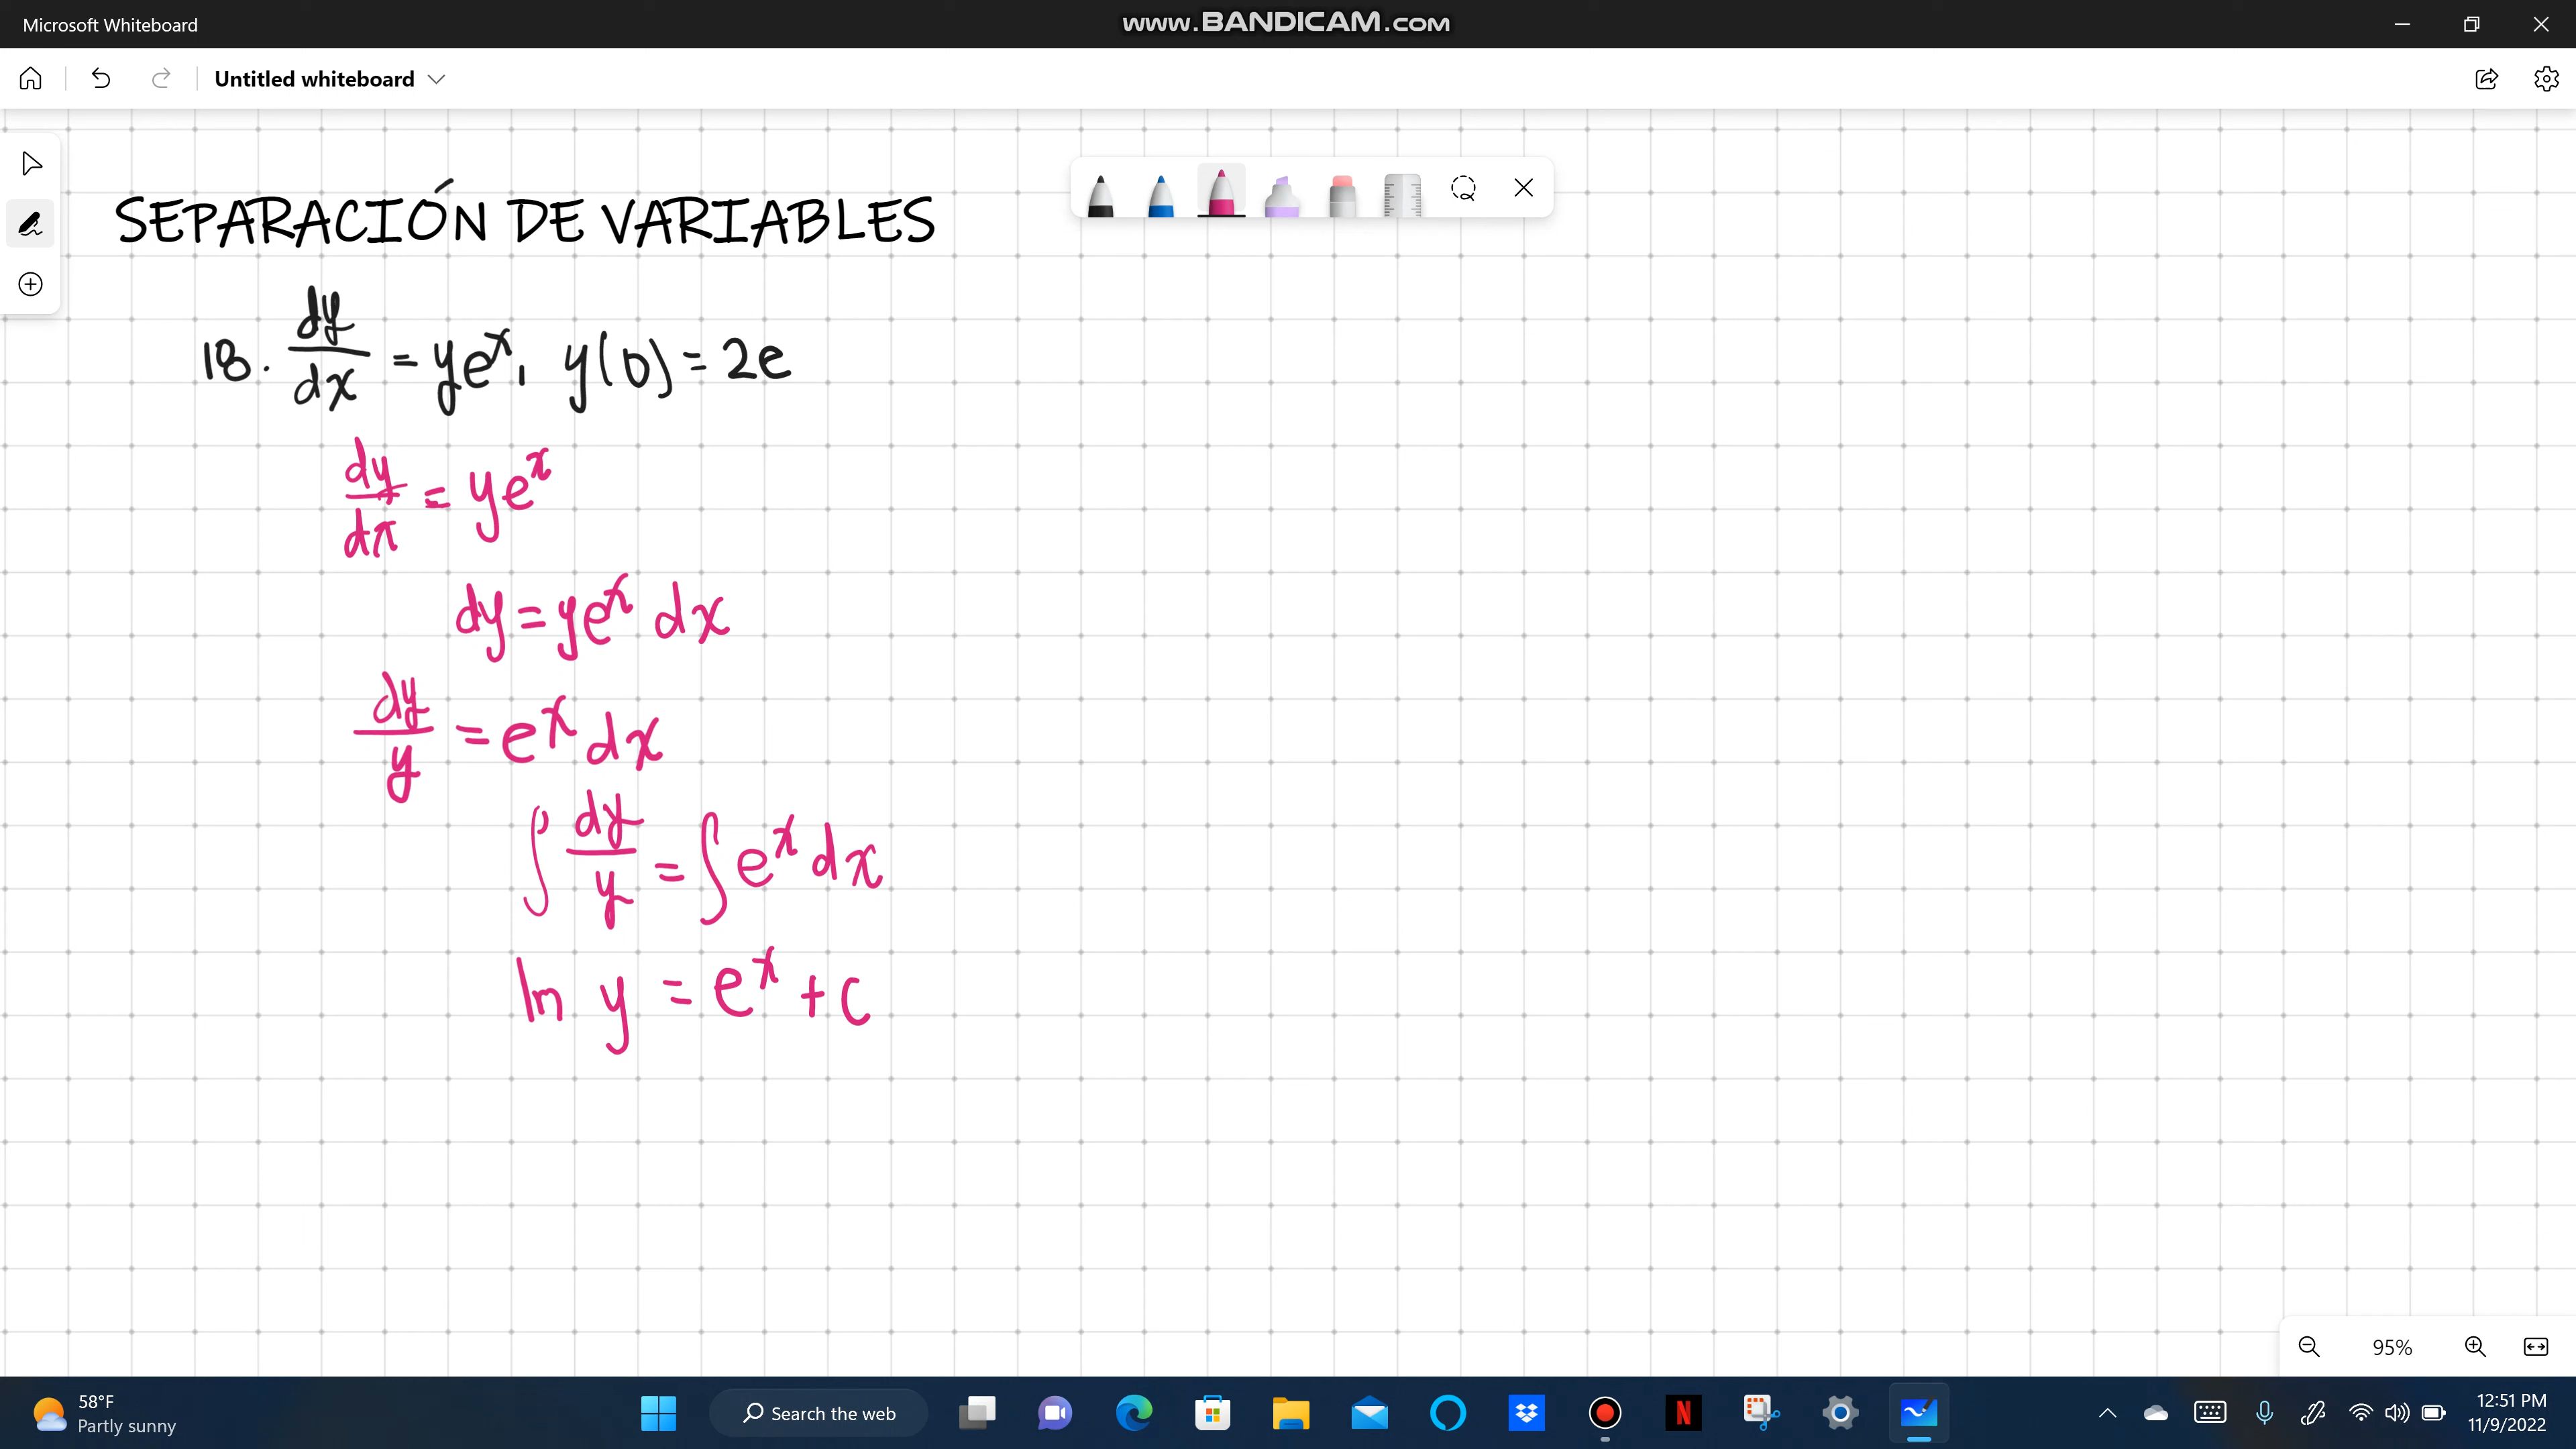 Microsoft Whiteboard
www.BANDICAM.com
Untitled whiteboard
SEPARACIÓN DE VARIABLES
18. dy/dx = ye^x, y(0) = 2e
dy/dx = ye^x
dy = ye^x dx
dy/y = e^x dx
∫ dy/y = ∫ e^x dx
ln y = e^x + c
95%
58°F
Partly sunny
Search the web
12:51 PM
11/9/2022